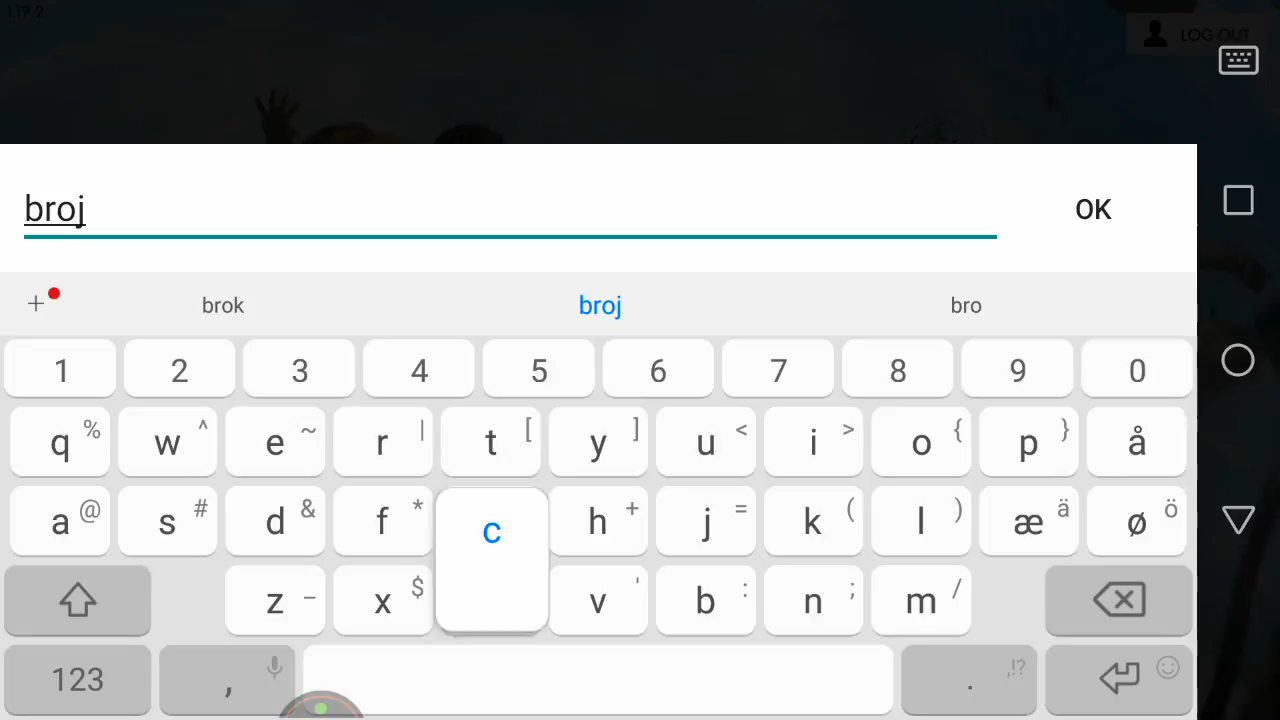 1.19.2
LOG OUT
broj
OK
+ brok broj bro
1 2 3 4 5 6 7 8 9 0
q % w ^ e ~ r | t [ y ] u < i > o { p } å
a @ s # d & f * c h + j = k ( l ) æ ä ø ö
z _ x $ v ' b : n ; m /
123 , . ,!?